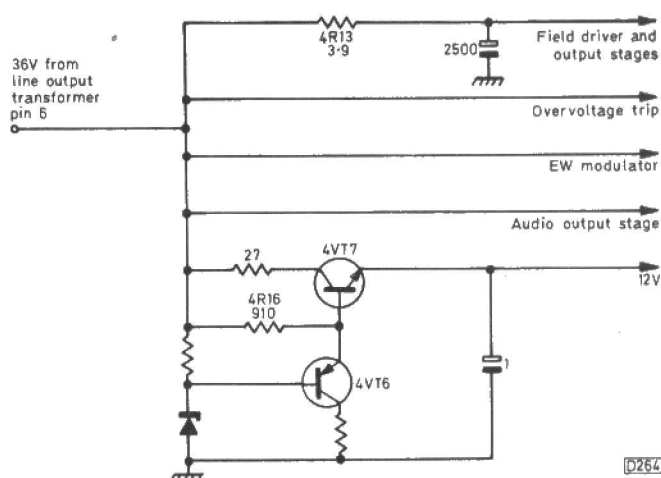 4R13
3·9
2500
Field driver and
output stages
36V from
line output
transformer
pin 6
Overvoltage trip
EW modulator
Audio output stage
27
4VT7
12V
4R16
910
4VT6
1
D264